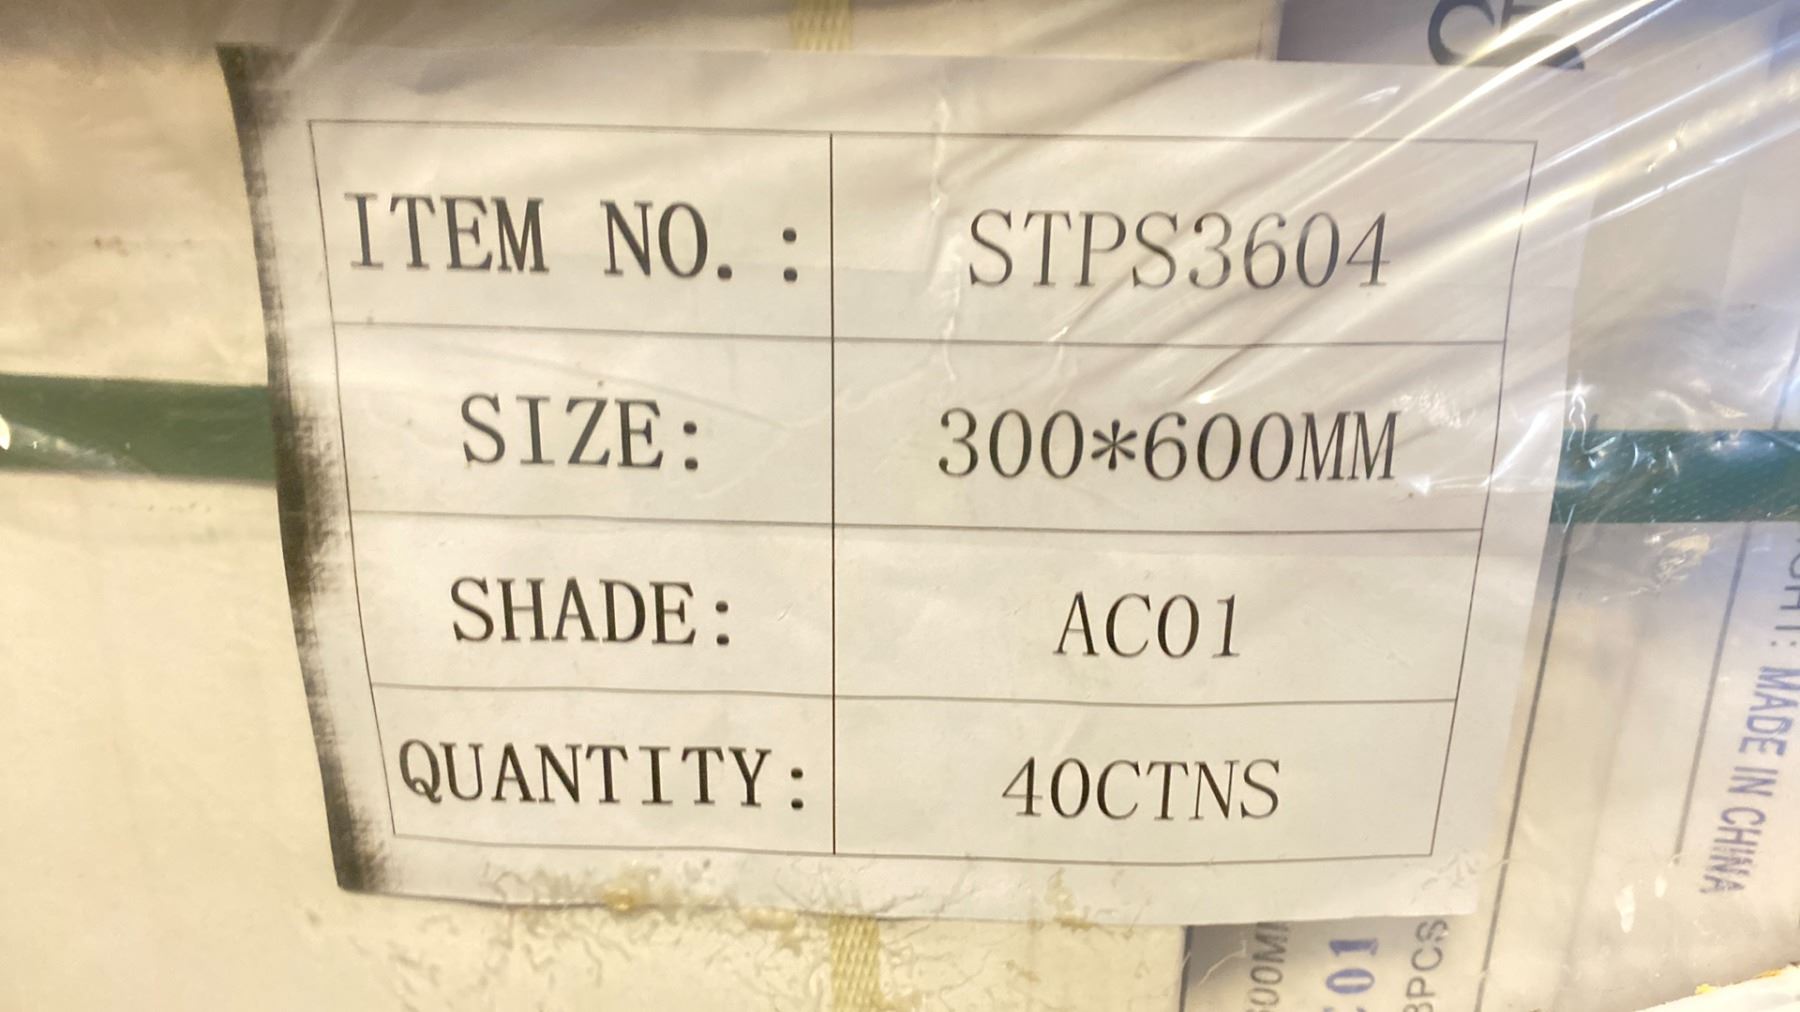 ITEM NO.: STPS3604
SIZE: 300*600MM
SHADE: AC01
QUANTITY: 40CTNS
MADE IN CHINA